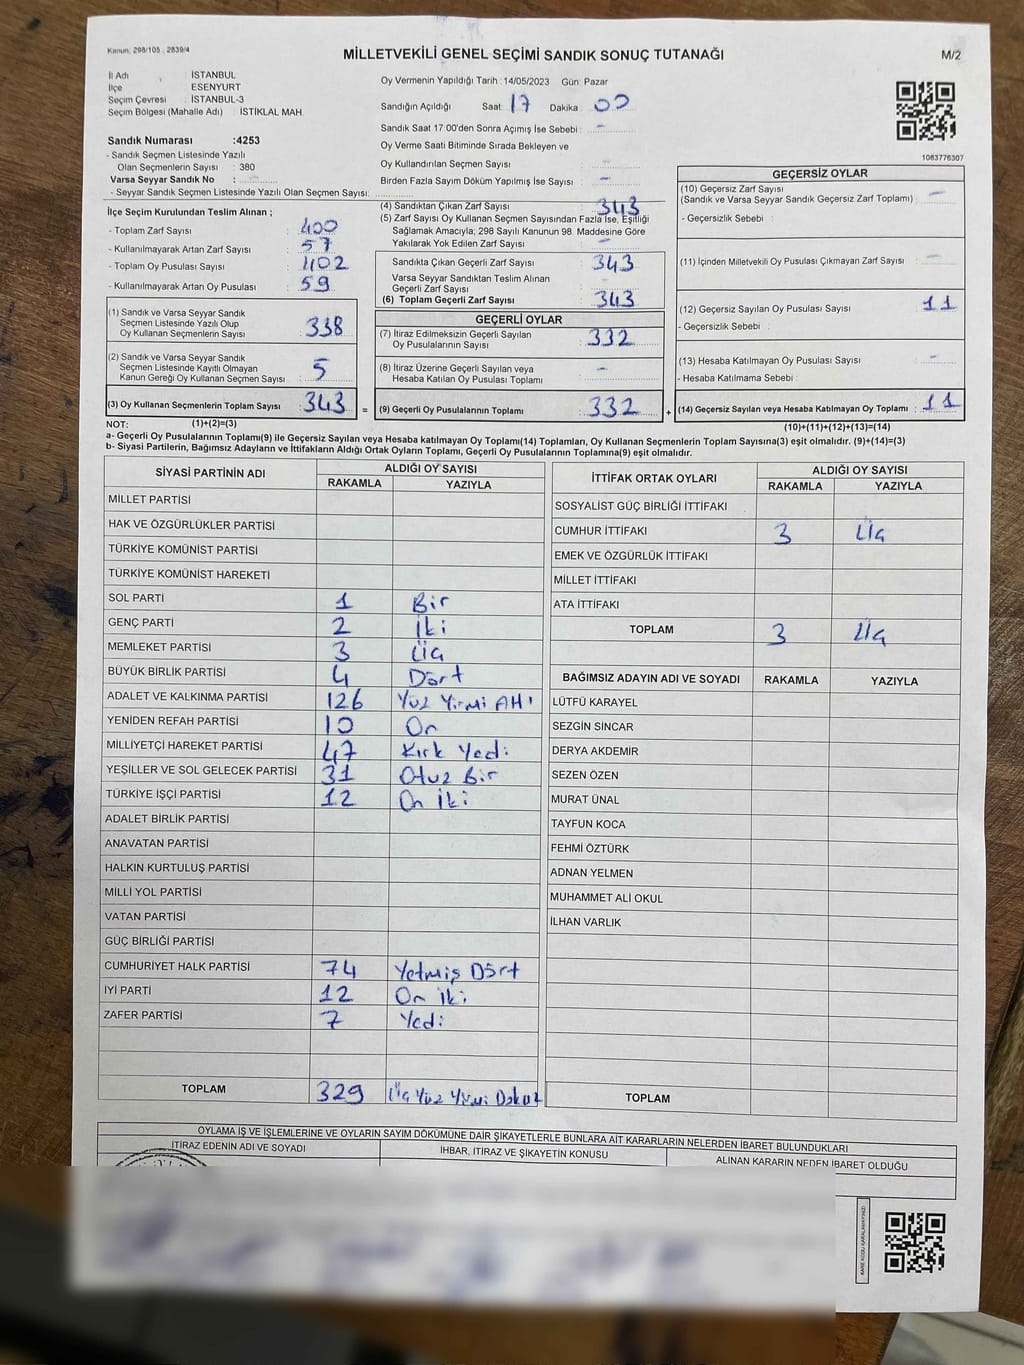 Kanun, 298/105 , 2839/4
MİLLETVEKİLİ GENEL SEÇİMİ SANDIK SONUÇ TUTANAĞI
M/2
İl Adı : İSTANBUL
İlçe : ESENYURT
Seçim Çevresi : İSTANBUL-3
Seçim Bölgesi (Mahalle Adı) : İSTİKLAL MAH.
Sandık Numarası :4253
- Sandık Seçmen Listesinde Yazılı
Olan Seçmenlerin Sayısı : 380
Varsa Seyyar Sandık No :
- Seyyar Sandık Seçmen Listesinde Yazılı Olan Seçmen Sayısı:
Oy Vermenin Yapıldığı Tarih : 14/05/2023 Gün: Pazar
Sandığın Açıldığı Saat: 17 Dakika : 00
Sandık Saat 17:00'den Sonra Açımış İse Sebebi : -
Oy Verme Saati Bitiminde Sırada Bekleyen ve
Oy Kullandırılan Seçmen Sayısı : -
Birden Fazla Sayım Döküm Yapılmış İse Sayısı : -
İlçe Seçim Kurulundan Teslim Alınan ;
- Toplam Zarf Sayısı : 400
- Kullanılmayarak Artan Zarf Sayısı : 57
- Toplam Oy Pusulası Sayısı : 402
- Kullanılmayarak Artan Oy Pusulası : 59
(1) Sandık ve Varsa Seyyar Sandık
Seçmen Listesinde Yazılı Olup
Oy Kullanan Seçmenlerin Sayısı : 338
(2) Sandık ve Varsa Seyyar Sandık
Seçmen Listesinde Kayıtlı Olmayan
Kanun Gereği Oy Kullanan Seçmen Sayısı : 5
(3) Oy Kullanan Seçmenlerin Toplam Sayısı : 343 =
(4) Sandıktan Çıkan Zarf Sayısı : 343
(5) Zarf Sayısı Oy Kullanan Seçmen Sayısından Fazla İse, Eşitliği
Sağlamak Amacıyla; 298 Sayılı Kanunun 98. Maddesine Göre
Yakılarak Yok Edilen Zarf Sayısı : -
Sandıkta Çıkan Geçerli Zarf Sayısı : 343
Varsa Seyyar Sandıktan Teslim Alınan
Geçerli Zarf Sayısı : -
(6) Toplam Geçerli Zarf Sayısı : 343
GEÇERLİ OYLAR
(7) İtiraz Edilmeksizin Geçerli Sayılan
Oy Pusulalarının Sayısı : 332
(8) İtiraz Üzerine Geçerli Sayılan veya
Hesaba Katılan Oy Pusulası Toplamı : -
(9) Geçerli Oy Pusulalarının Toplamı : 332 +
1083776307
GEÇERSİZ OYLAR
(10) Geçersiz Zarf Sayısı
(Sandık ve Varsa Seyyar Sandık Geçersiz Zarf Toplamı) : -
- Geçersizlik Sebebi :
(11) İçinden Milletvekili Oy Pusulası Çıkmayan Zarf Sayısı : -
(12) Geçersiz Sayılan Oy Pusulası Sayısı : 11
- Geçersizlik Sebebi :
(13) Hesaba Katılmayan Oy Pusulası Sayısı : -
- Hesaba Katılmama Sebebi :
(14) Geçersiz Sayılan veya Hesaba Katılmayan Oy Toplamı : 11
NOT: (1)+(2)=(3) (10)+(11)+(12)+(13)=(14)
a- Geçerli Oy Pusulalarının Toplamı(9) ile Geçersiz Sayılan veya Hesaba katılmayan Oy Toplamı(14) Toplamları, Oy Kullanan Seçmenlerin Toplam Sayısına(3) eşit olmalıdır. (9)+(14)=(3)
b- Siyasi Partilerin, Bağımsız Adayların ve İttifakların Aldığı Ortak Oyların Toplamı, Geçerli Oy Pusulalarının Toplamına(9) eşit olmalıdır.
SİYASİ PARTİNİN ADI ALDIĞI OY SAYISI
RAKAMLA YAZIYLA
MİLLET PARTİSİ
HAK VE ÖZGÜRLÜKLER PARTİSİ
TÜRKİYE KOMÜNİST PARTİSİ
TÜRKİYE KOMÜNİST HAREKETİ
SOL PARTİ 1 Bir
GENÇ PARTİ 2 İki
MEMLEKET PARTİSİ 3 Üç
BÜYÜK BİRLİK PARTİSİ 4 Dört
ADALET VE KALKINMA PARTİSİ 126 Yüz Yirmi Altı
YENİDEN REFAH PARTİSİ 10 On
MİLLİYETÇİ HAREKET PARTİSİ 47 Kırk Yedi
YEŞİLLER VE SOL GELECEK PARTİSİ 31 Otuz Bir
TÜRKİYE İŞÇİ PARTİSİ 12 On İki
ADALET BİRLİK PARTİSİ
ANAVATAN PARTİSİ
HALKIN KURTULUŞ PARTİSİ
MİLLİ YOL PARTİSİ
VATAN PARTİSİ
GÜÇ BİRLİĞİ PARTİSİ
CUMHURİYET HALK PARTİSİ 74 Yetmiş Dört
İYİ PARTİ 12 On İki
ZAFER PARTİSİ 7 Yedi
TOPLAM 329 Üç Yüz Yirmi Dokuz
İTTİFAK ORTAK OYLARI ALDIĞI OY SAYISI
RAKAMLA YAZIYLA
SOSYALİST GÜÇ BİRLİĞİ İTTİFAKI
CUMHUR İTTİFAKI 3 Üç
EMEK VE ÖZGÜRLÜK İTTİFAKI
MİLLET İTTİFAKI
ATA İTTİFAKI
TOPLAM 3 Üç
BAĞIMSIZ ADAYIN ADI VE SOYADI RAKAMLA YAZIYLA
LÜTFÜ KARAYEL
SEZGİN SİNCAR
DERYA AKDEMİR
SEZEN ÖZEN
MURAT ÜNAL
TAYFUN KOCA
FEHMİ ÖZTÜRK
ADNAN YELMEN
MUHAMMET ALİ OKUL
İLHAN VARLIK
TOPLAM
OYLAMA İŞ VE İŞLEMLERİNE VE OYLARIN SAYIM DÖKÜMÜNE DAİR ŞİKAYETLERLE BUNLARA AİT KARARLARIN NELERDEN İBARET BULUNDUKLARI
İTİRAZ EDENİN ADI VE SOYADI İHBAR, İTİRAZ VE ŞİKAYETİN KONUSU ALINAN KARARIN NEDEN İBARET OLDUĞU
KARE KODU KARALAMAYINIZ!